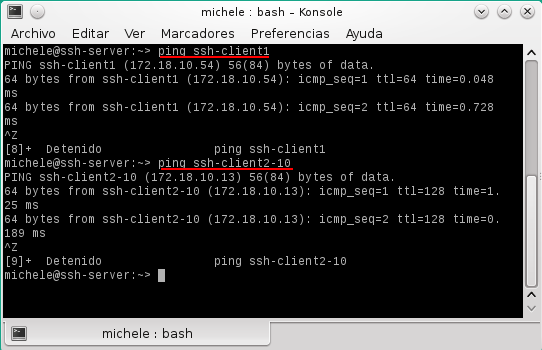 michele : bash – Konsole
Archivo Editar Ver Marcadores Preferencias Ayuda
michele@ssh-server:~> ping ssh-client1
PING ssh-client1 (172.18.10.54) 56(84) bytes of data.
64 bytes from ssh-client1 (172.18.10.54): icmp_seq=1 ttl=64 time=0.048
ms
64 bytes from ssh-client1 (172.18.10.54): icmp_seq=2 ttl=64 time=0.728
ms
^Z
[8]+  Detenido                ping ssh-client1
michele@ssh-server:~> ping ssh-client2-10
PING ssh-client2-10 (172.18.10.13) 56(84) bytes of data.
64 bytes from ssh-client2-10 (172.18.10.13): icmp_seq=1 ttl=128 time=1.
25 ms
64 bytes from ssh-client2-10 (172.18.10.13): icmp_seq=2 ttl=128 time=0.
189 ms
^Z
[9]+  Detenido                ping ssh-client2-10
michele@ssh-server:~>
michele : bash